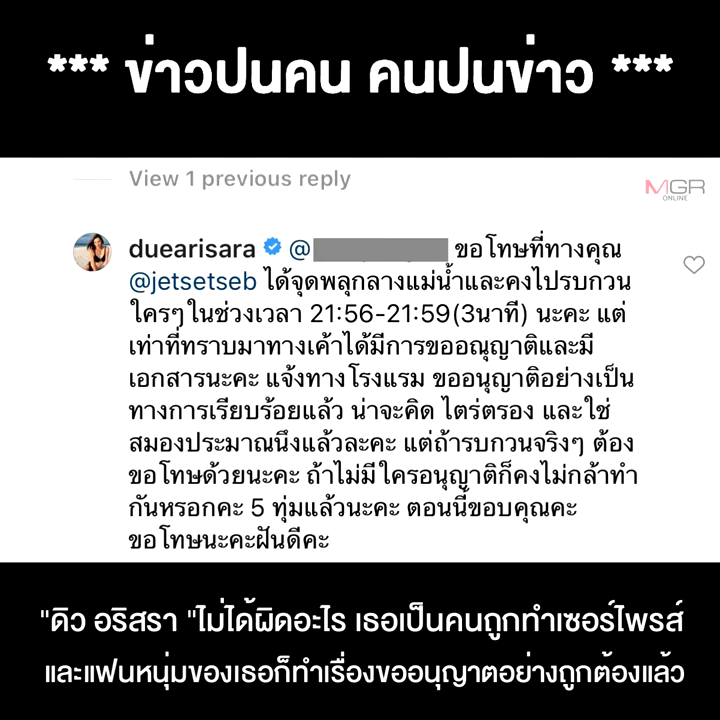 *** ข่าวปนคน คนปนข่าว ***
View 1 previous reply
MGR
ONLINE
duearisara @ ขอโทษที่ทางคุณ
@jetsetseb ได้จุดพลุกลางแม่น้ำและคงไปรบกวน
ใครๆในช่วงเวลา 21:56-21:59(3นาที) นะคะ แต่
เท่าที่ทราบมาทางเค้าได้มีการขออณุญาติและมี
เอกสารนะคะ แจ้งทางโรงแรม ขออนุญาติอย่างเป็น
ทางการเรียบร้อยแล้ว น่าจะคิด ไตร่ตรอง และใช่
สมองประมาณนึงแล้วละคะ แต่ถ้ารบกวนจริงๆ ต้อง
ขอโทษด้วยนะคะ ถ้าไม่มีใครอนุญาติก็คงไม่กล้าทำ
กันหรอกคะ 5 ทุ่มแล้วนะคะ ตอนนี้ขอบคุณคะ
ขอโทษนะคะฝันดีคะ
"ดิว อริสรา "ไม่ได้ผิดอะไร เธอเป็นคนถูกทำเซอร์ไพรส์
และแฟนหนุ่มของเธอก็ทำเรื่องขออนุญาตอย่างถูกต้องแล้ว